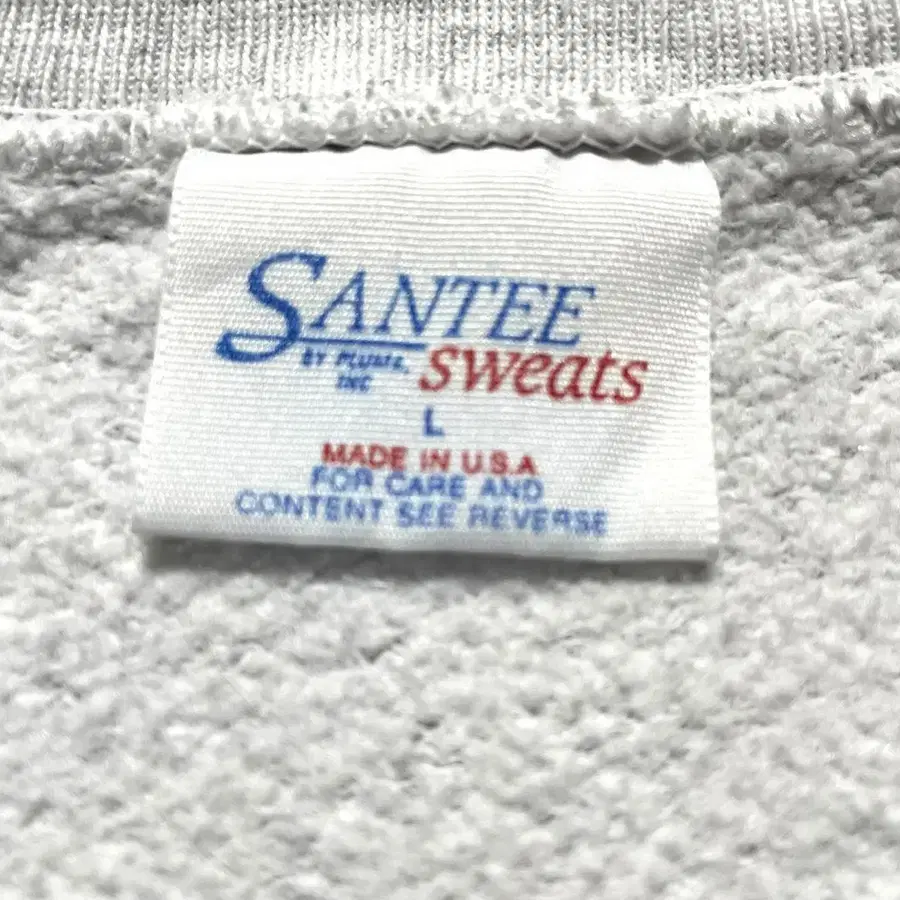 SANTEE
BY PLUMA, sweats
INC
L
MADE IN U.S.A
FOR CARE AND
CONTENT SEE REVERSE